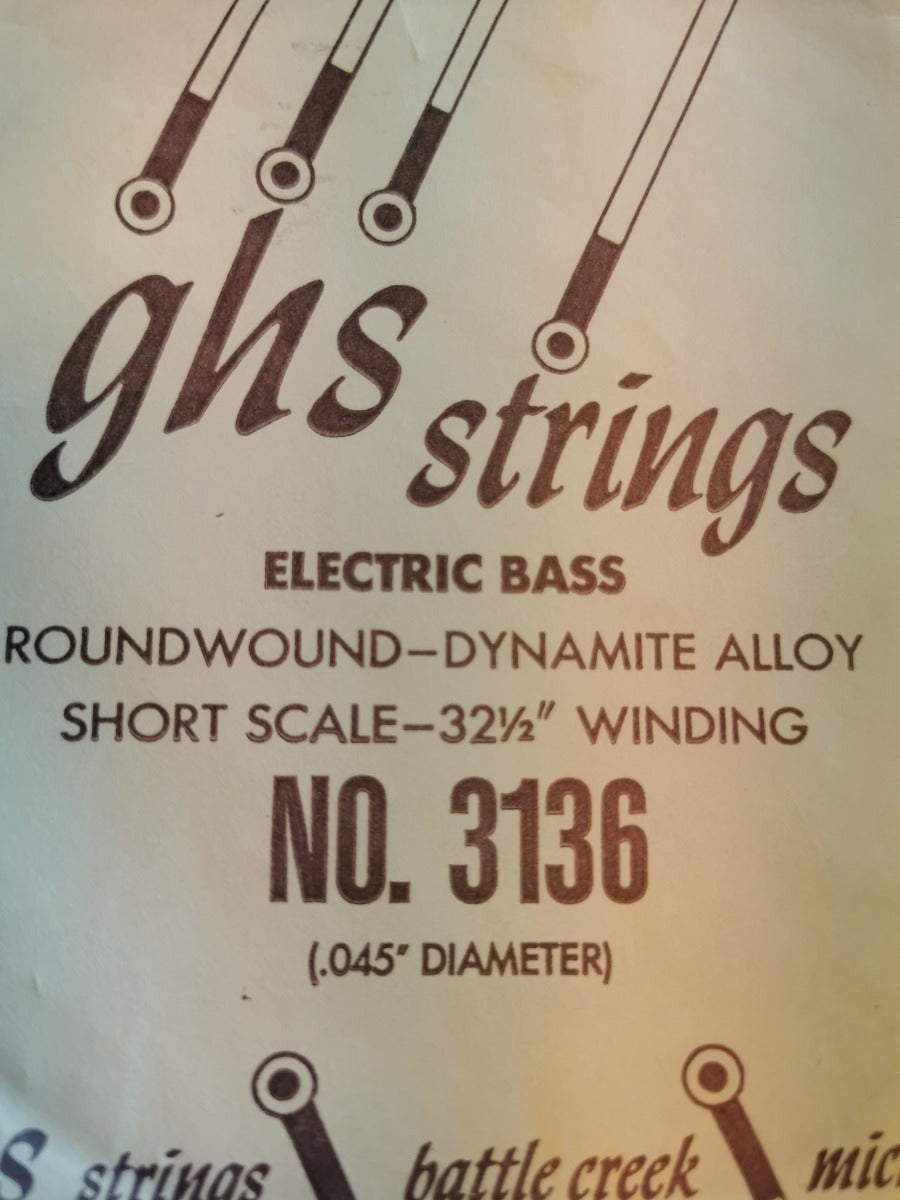 ghs strings
ELECTRIC BASS
ROUNDWOUND–DYNAMITE ALLOY
SHORT SCALE–32½" WINDING
NO. 3136
(.045" DIAMETER)
s strings battle creek mic